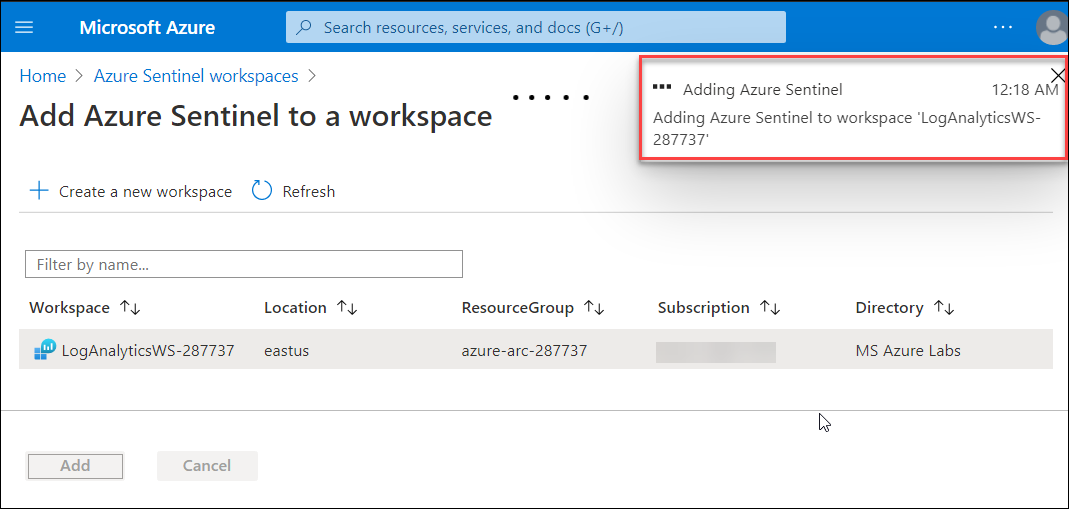 Microsoft Azure
Search resources, services, and docs (G+/)
Home > Azure Sentinel workspaces >
Add Azure Sentinel to a workspace
Adding Azure Sentinel 12:18 AM
Adding Azure Sentinel to workspace 'LogAnalyticsWS-
287737'
Create a new workspace Refresh
Filter by name...
Workspace Location ResourceGroup Subscription Directory
LogAnalyticsWS-287737 eastus azure-arc-287737 MS Azure Labs
Add Cancel